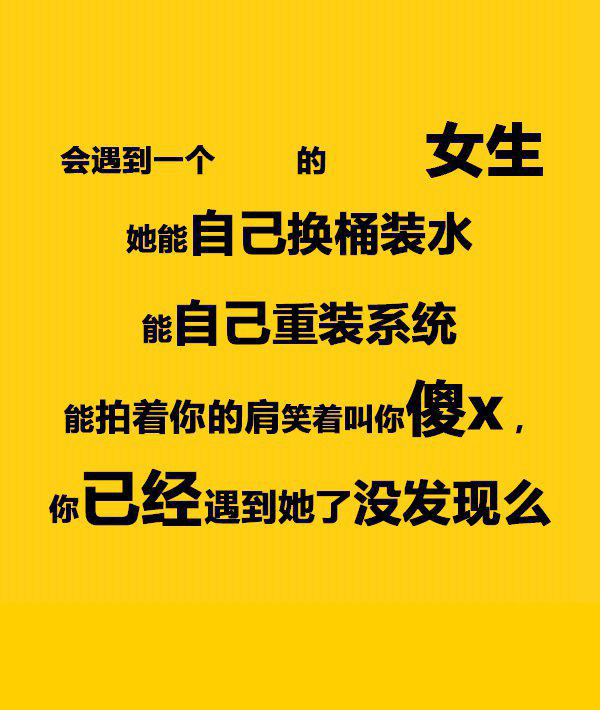 会遇到一个 的 女生
她能自己换桶装水
能自己重装系统
能拍着你的肩笑着叫你傻x，
你已经遇到她了没发现么